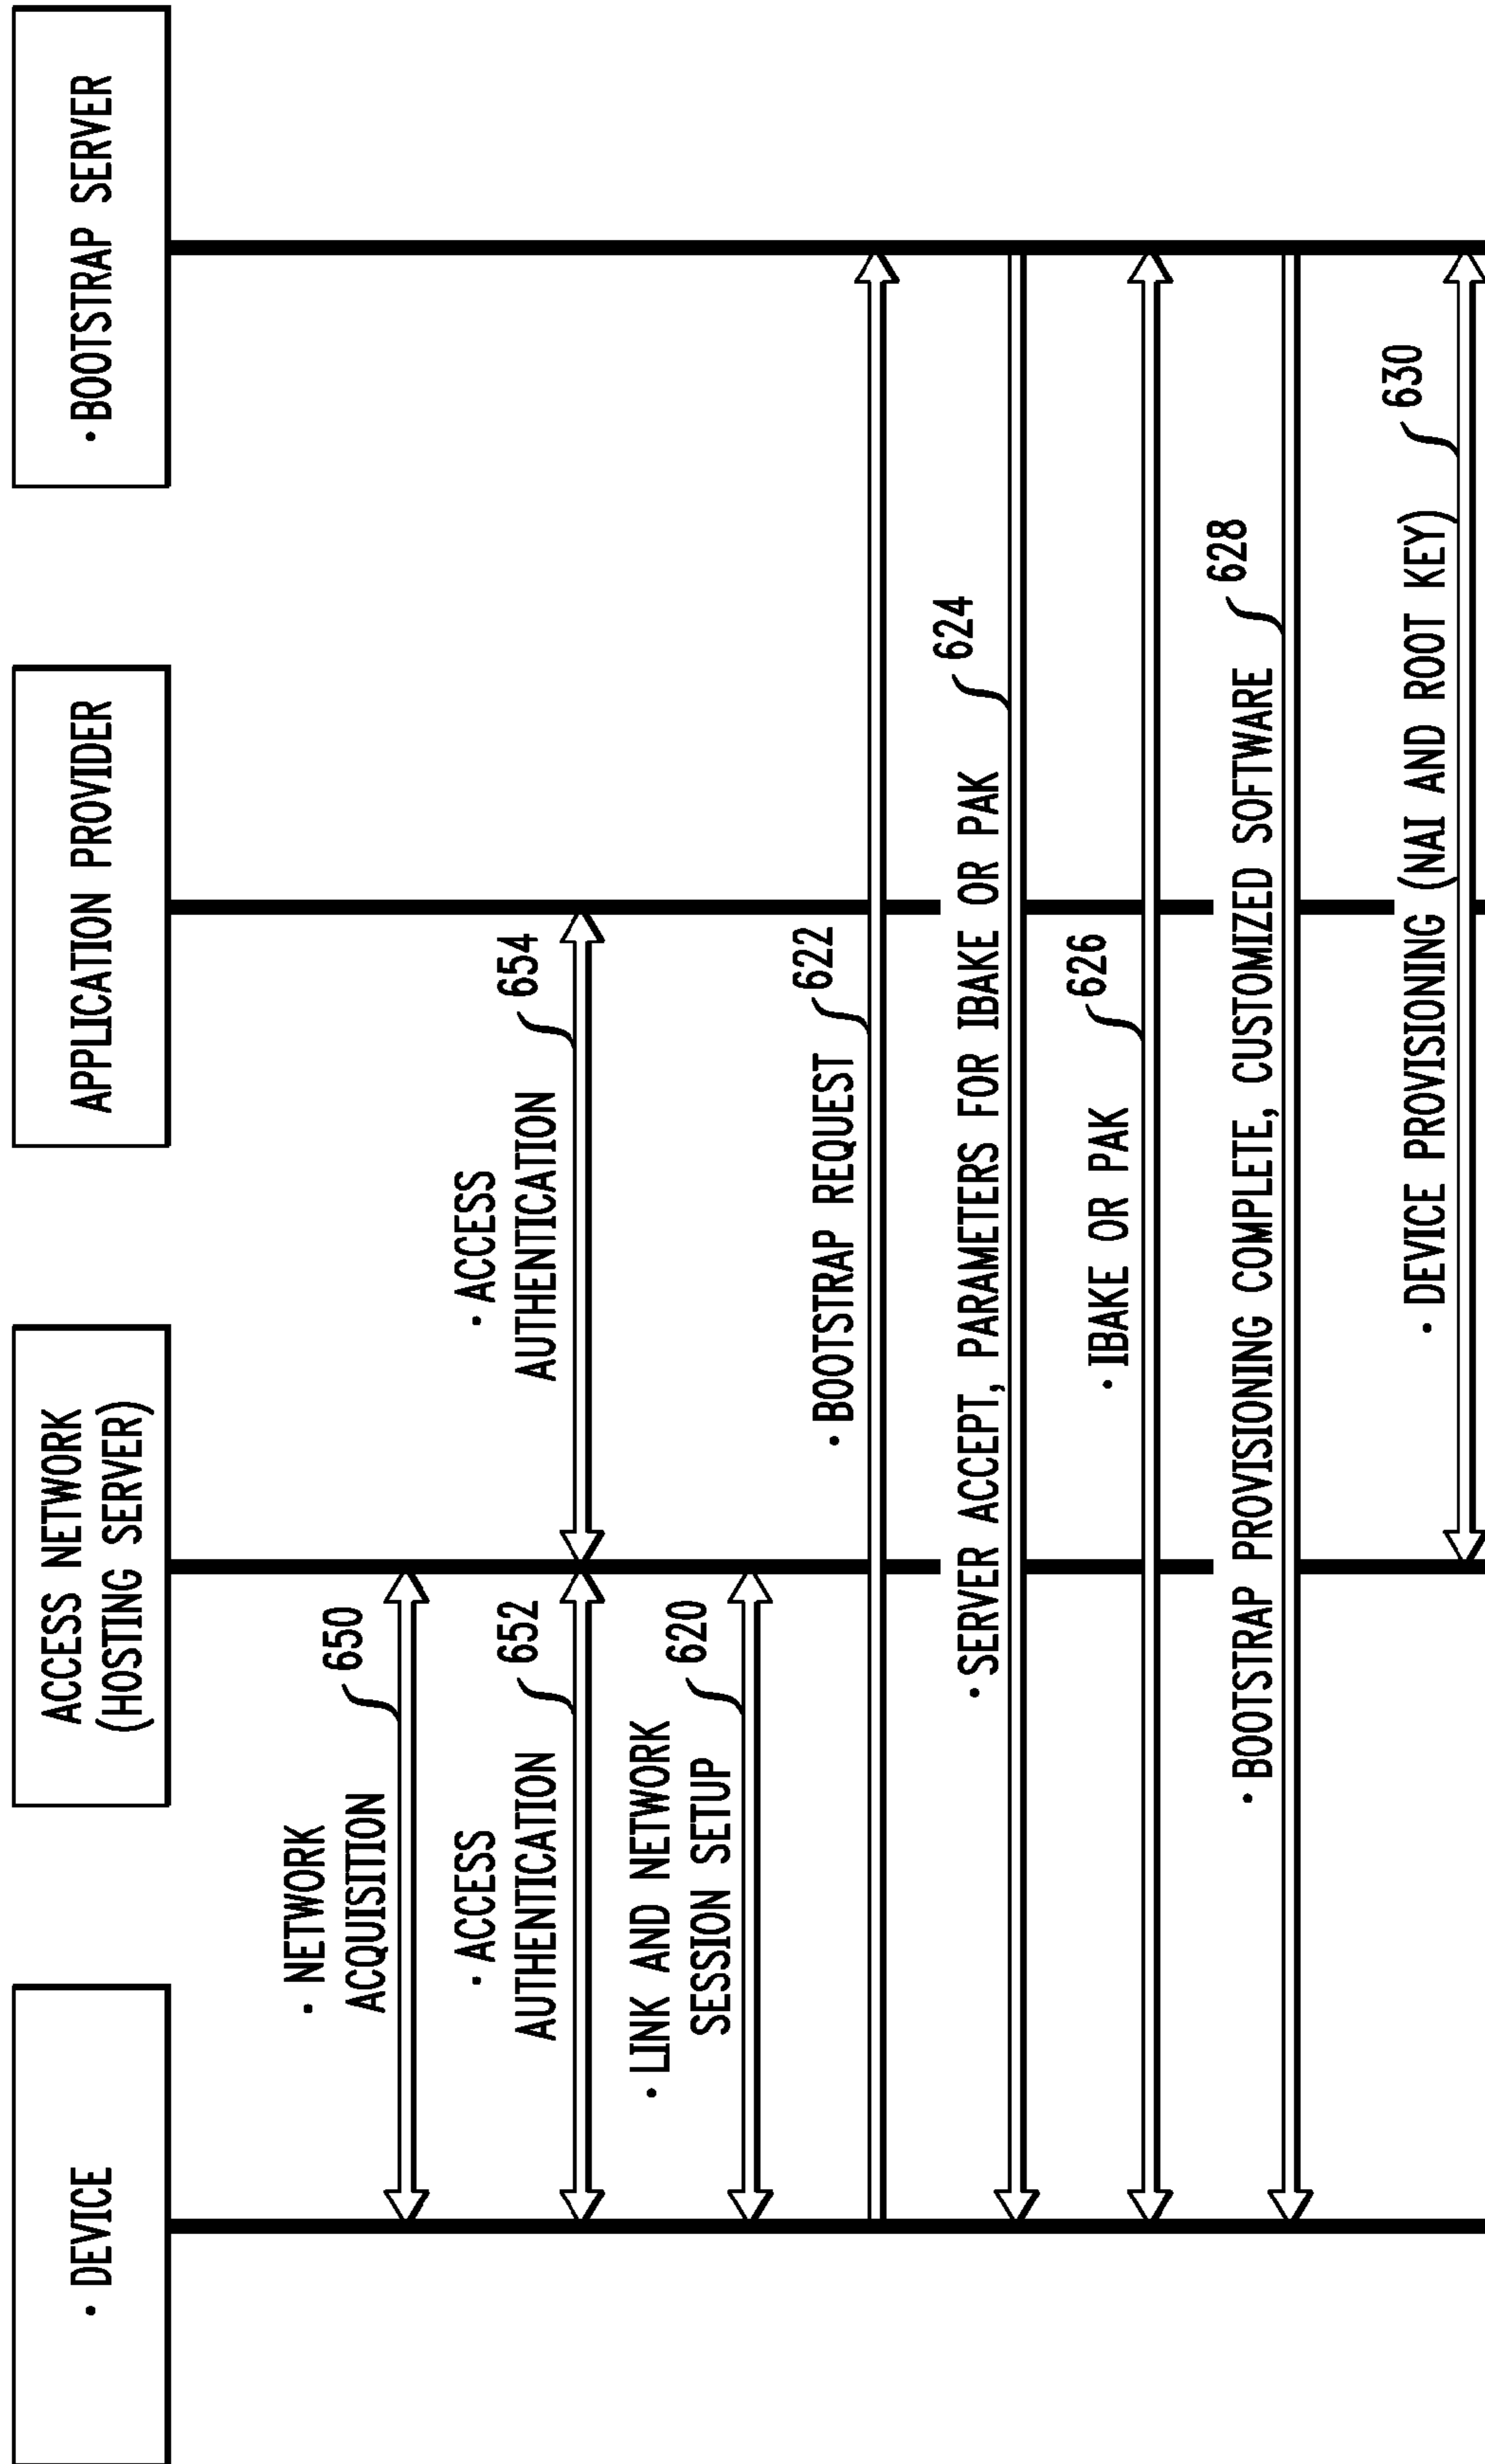 · DEVICE
ACCESS NETWORK
(HOSTING SERVER)
APPLICATION PROVIDER
· BOOTSTRAP SERVER
· NETWORK
ACQUISITION
650
· ACCESS
AUTHENTICATION
652
· ACCESS
AUTHENTICATION
654
· LINK AND NETWORK
SESSION SETUP
620
· BOOTSTRAP REQUEST
622
· SERVER ACCEPT, PARAMETERS FOR IBAKE OR PAK
624
· IBAKE OR PAK
626
· BOOTSTRAP PROVISIONING COMPLETE, CUSTOMIZED SOFTWARE
628
· DEVICE PROVISIONING (NAI AND ROOT KEY)
630